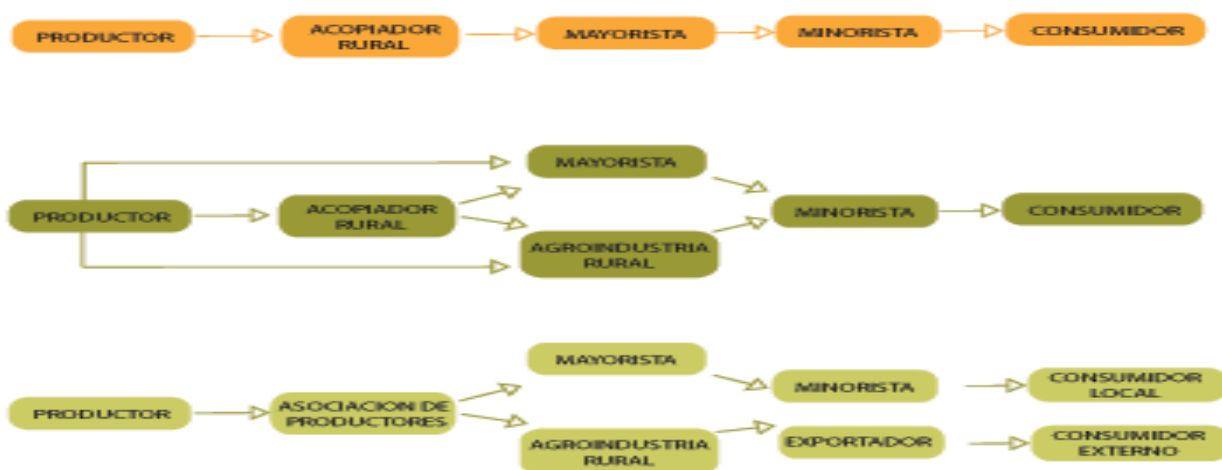 PRODUCTOR
ACOPIADOR
RURAL
MAYORISTA
MINORISTA
CONSUMIDOR
PRODUCTOR
ACOPIADOR
RURAL
MAYORISTA
AGROINDUSTRIA
RURAL
MINORISTA
CONSUMIDOR
PRODUCTOR
ASOCIACION DE
PRODUCTORES
MAYORISTA
AGROINDUSTRIA
RURAL
MINORISTA
EXPORTADOR
CONSUMIDOR
LOCAL
CONSUMIDOR
EXTERNO